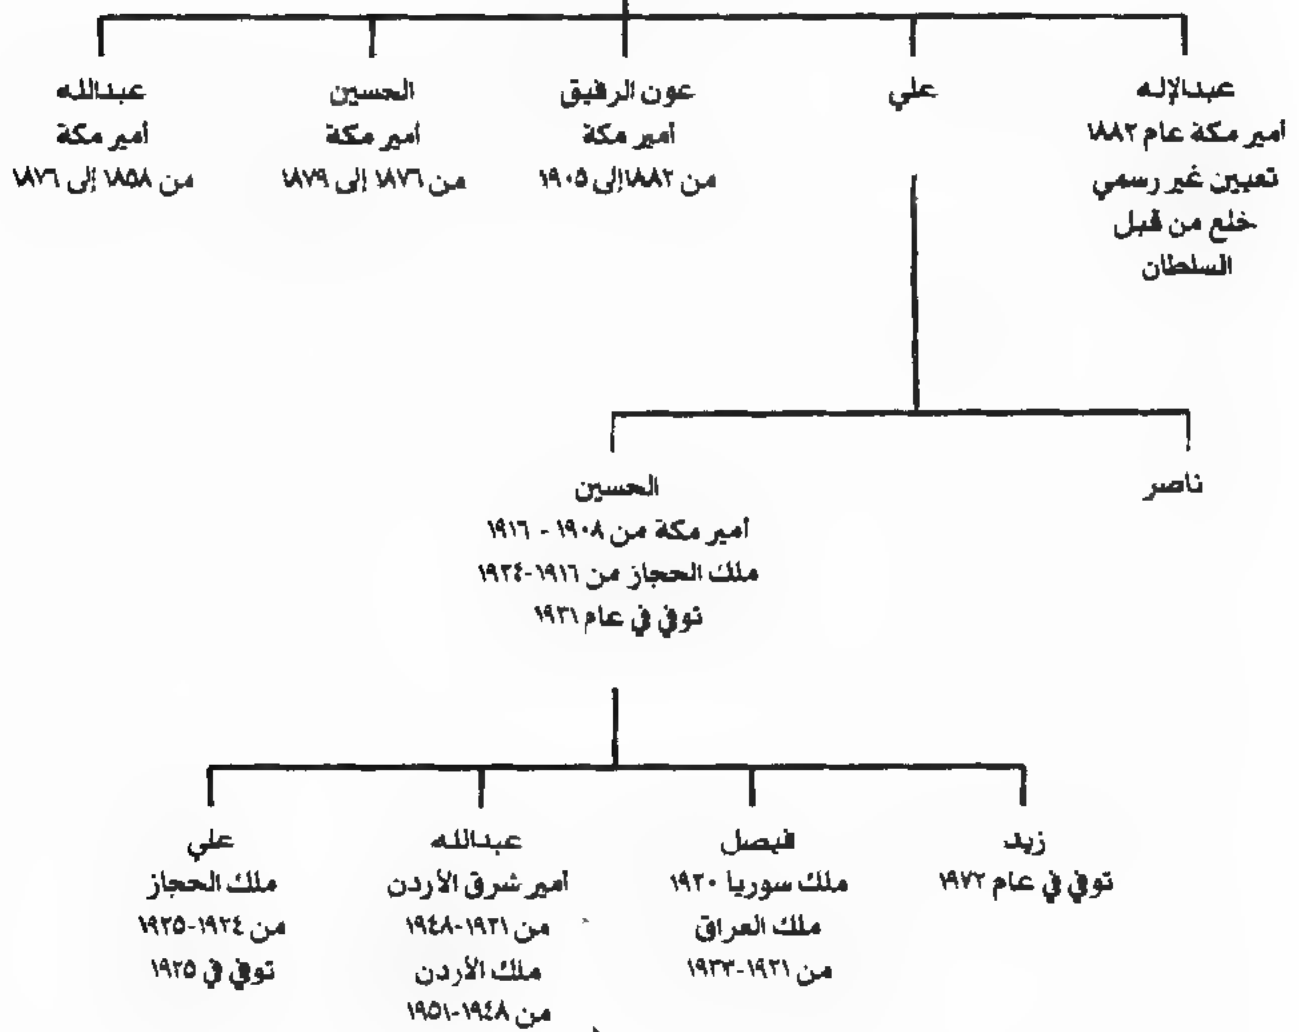 عبدالإله
أمير مكة عام ١٨٨٢
تعيين غير رسمي
خلع من قبل
السلطان
علي
عون الرفيق
أمير مكة
من ١٨٨٢ إلى ١٩٠٥
الحسين
أمير مكة
من ١٨٧٦ إلى ١٨٧٩
عبدالله
أمير مكة
من ١٨٥٨ إلى ١٨٧٦
ناصر
الحسين
أمير مكة من ١٩٠٨ - ١٩١٦
ملك الحجاز من ١٩١٦-١٩٢٤
توفي في عام ١٩٣١
زيد
توفي في عام ١٩٧٢
فيصل
ملك سوريا ١٩٢٠
ملك العراق
من ١٩٢١-١٩٣٣
عبدالله
أمير شرق الأردن
من ١٩٢١-١٩٤٨
ملك الأردن
من ١٩٤٨-١٩٥١
علي
ملك الحجاز
من ١٩٢٤-١٩٢٥
توفي في ١٩٢٥